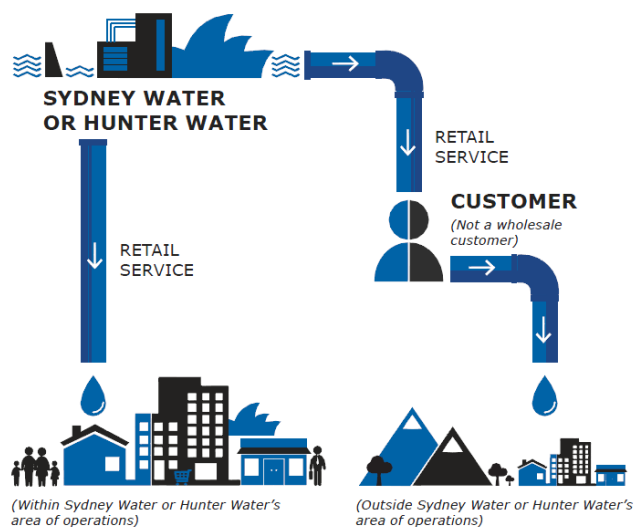 SYDNEY WATER
OR HUNTER WATER
RETAIL
SERVICE
CUSTOMER
(Not a wholesale
customer)
RETAIL
SERVICE
(Within Sydney Water or Hunter Water's
area of operations)
(Outside Sydney Water or Hunter Water's
area of operations)